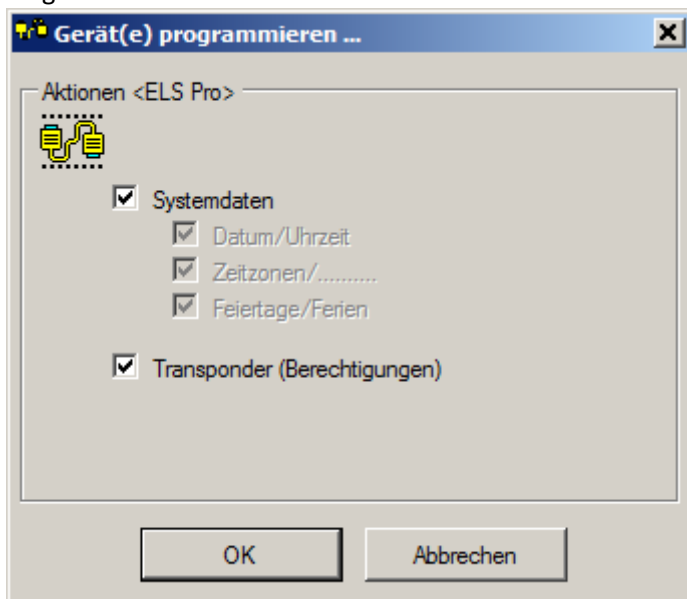 Gerät(e) programmieren ...
Aktionen <ELS Pro>
Systemdaten
Datum/Uhrzeit
Zeitzonen/..........
Feiertage/Ferien
Transponder (Berechtigungen)
OK
Abbrechen